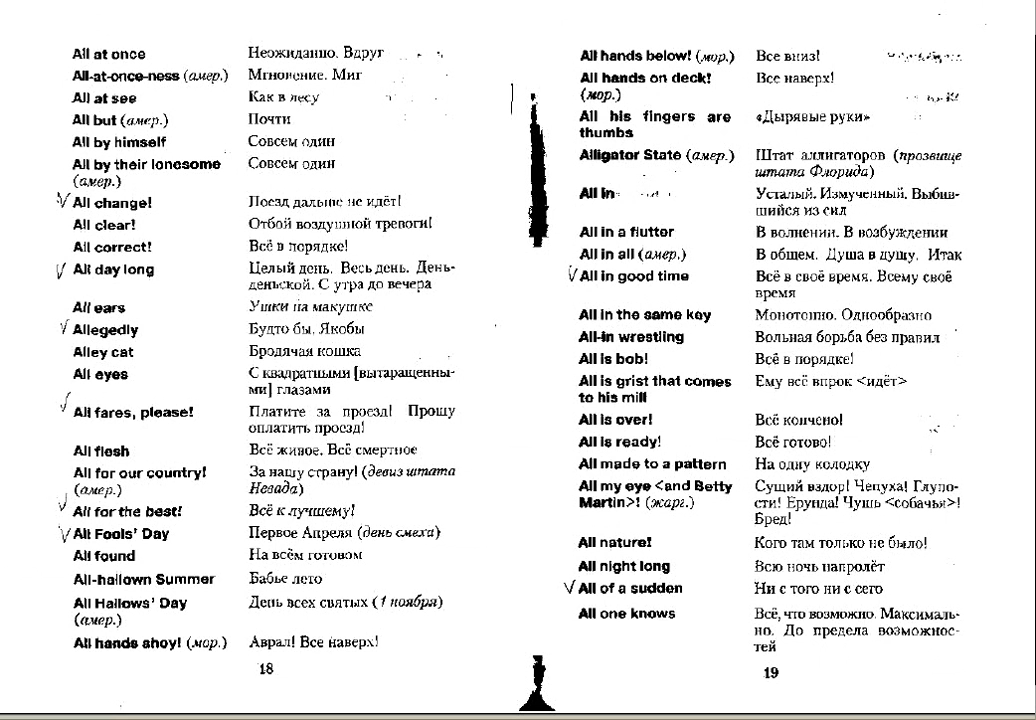 All at once Неожиданно. Вдруг
All-at-once-ness (амер.) Мгновение. Миг
All at see Как в лесу
All but (амер.) Почти
All by himself Совсем один
All by their lonesome Совсем один
(амер.)
All change! Поезд дальше не идёт!
All clear! Отбой воздушной тревоги!
All correct! Всё в порядке!
All day long Целый день. Весь день. День-
деньской. С утра до вечера
All ears Ушки на макушке
Allegedly Будто бы. Якобы
Alley cat Бродячая кошка
All eyes С квадратными [вытаращенны-
ми] глазами
All fares, please! Платите за проезд! Прошу
оплатить проезд!
All flesh Всё живое. Всё смертное
All for our country! За нашу страну! (девиз штата
(амер.) Невада)
All for the best! Всё к лучшему!
All Fools' Day Первое Апреля (день смеха)
All found На всём готовом
All-hallown Summer Бабье лето
All Hallows' Day День всех святых (1 ноября)
(амер.)
All hands ahoy! (мор.) Аврал! Все наверх!
18
All hands below! (мор.) Все вниз!
All hands on deck! Все наверх!
(мор.)
All his fingers are «Дырявые руки»
thumbs
Alligator State (амер.) Штат аллигаторов (прозвище
штата Флорида)
All in Усталый. Измученный. Выбив-
шийся из сил
All in a flutter В волнении. В возбуждении
All in all (амер.) В общем. Душа в душу. Итак
All in good time Всё в своё время. Всему своё
время
All in the same key Монотонно. Однообразно
All-in wrestling Вольная борьба без правил
All is bob! Всё в порядке!
All is grist that comes Ему всё впрок <идёт>
to his mill
All is over! Всё кончено!
All is ready! Всё готово!
All made to a pattern На одну колодку
All my eye <and Betty Сущий вздор! Чепуха! Глупо-
Martin>! (жарг.) сти! Ерунда! Чушь <собачья>!
Бред!
All nature! Кого там только не было!
All night long Всю ночь напролёт
All of a sudden Ни с того ни с сего
All one knows Всё, что возможно. Максималь-
но. До предела возможнос-
тей
19